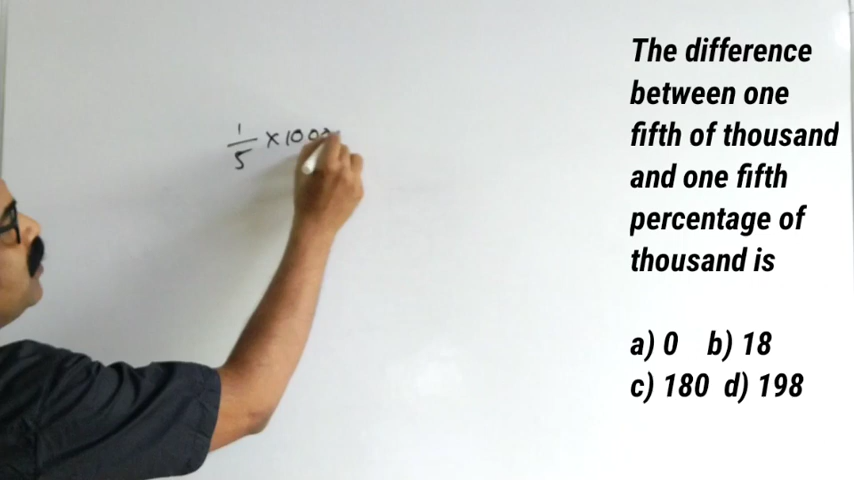 1/5 × 1000
The difference
between one
fifth of thousand
and one fifth
percentage of
thousand is
a) 0 b) 18
c) 180 d) 198